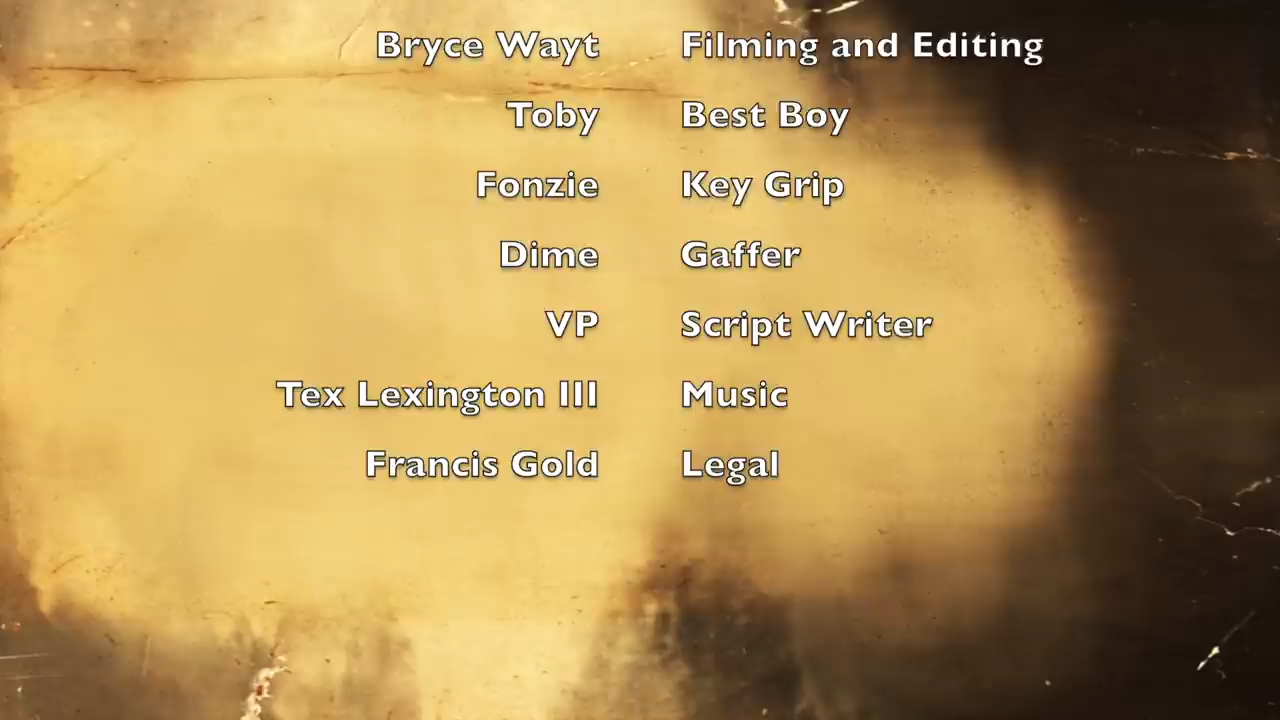 Bryce Wayt Filming and Editing
Toby Best Boy
Fonzie Key Grip
Dime Gaffer
VP Script Writer
Tex Lexington III Music
Francis Gold Legal